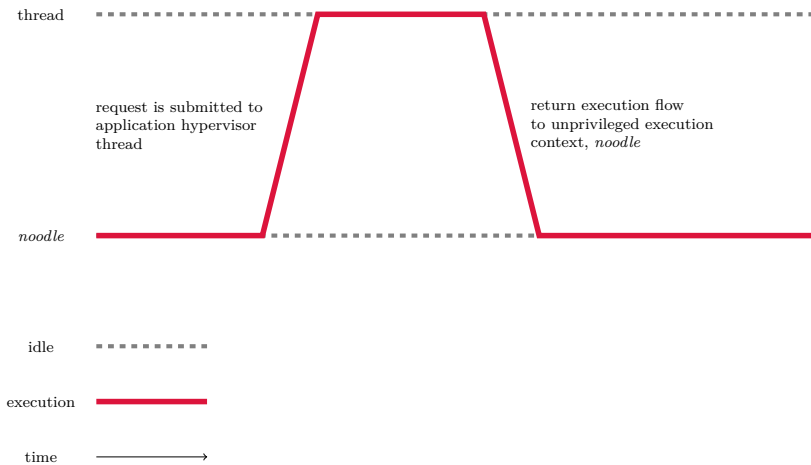 thread
request is submitted to
application hypervisor
thread
return execution flow
to unprivileged execution
context, noodle
noodle
idle
execution
time